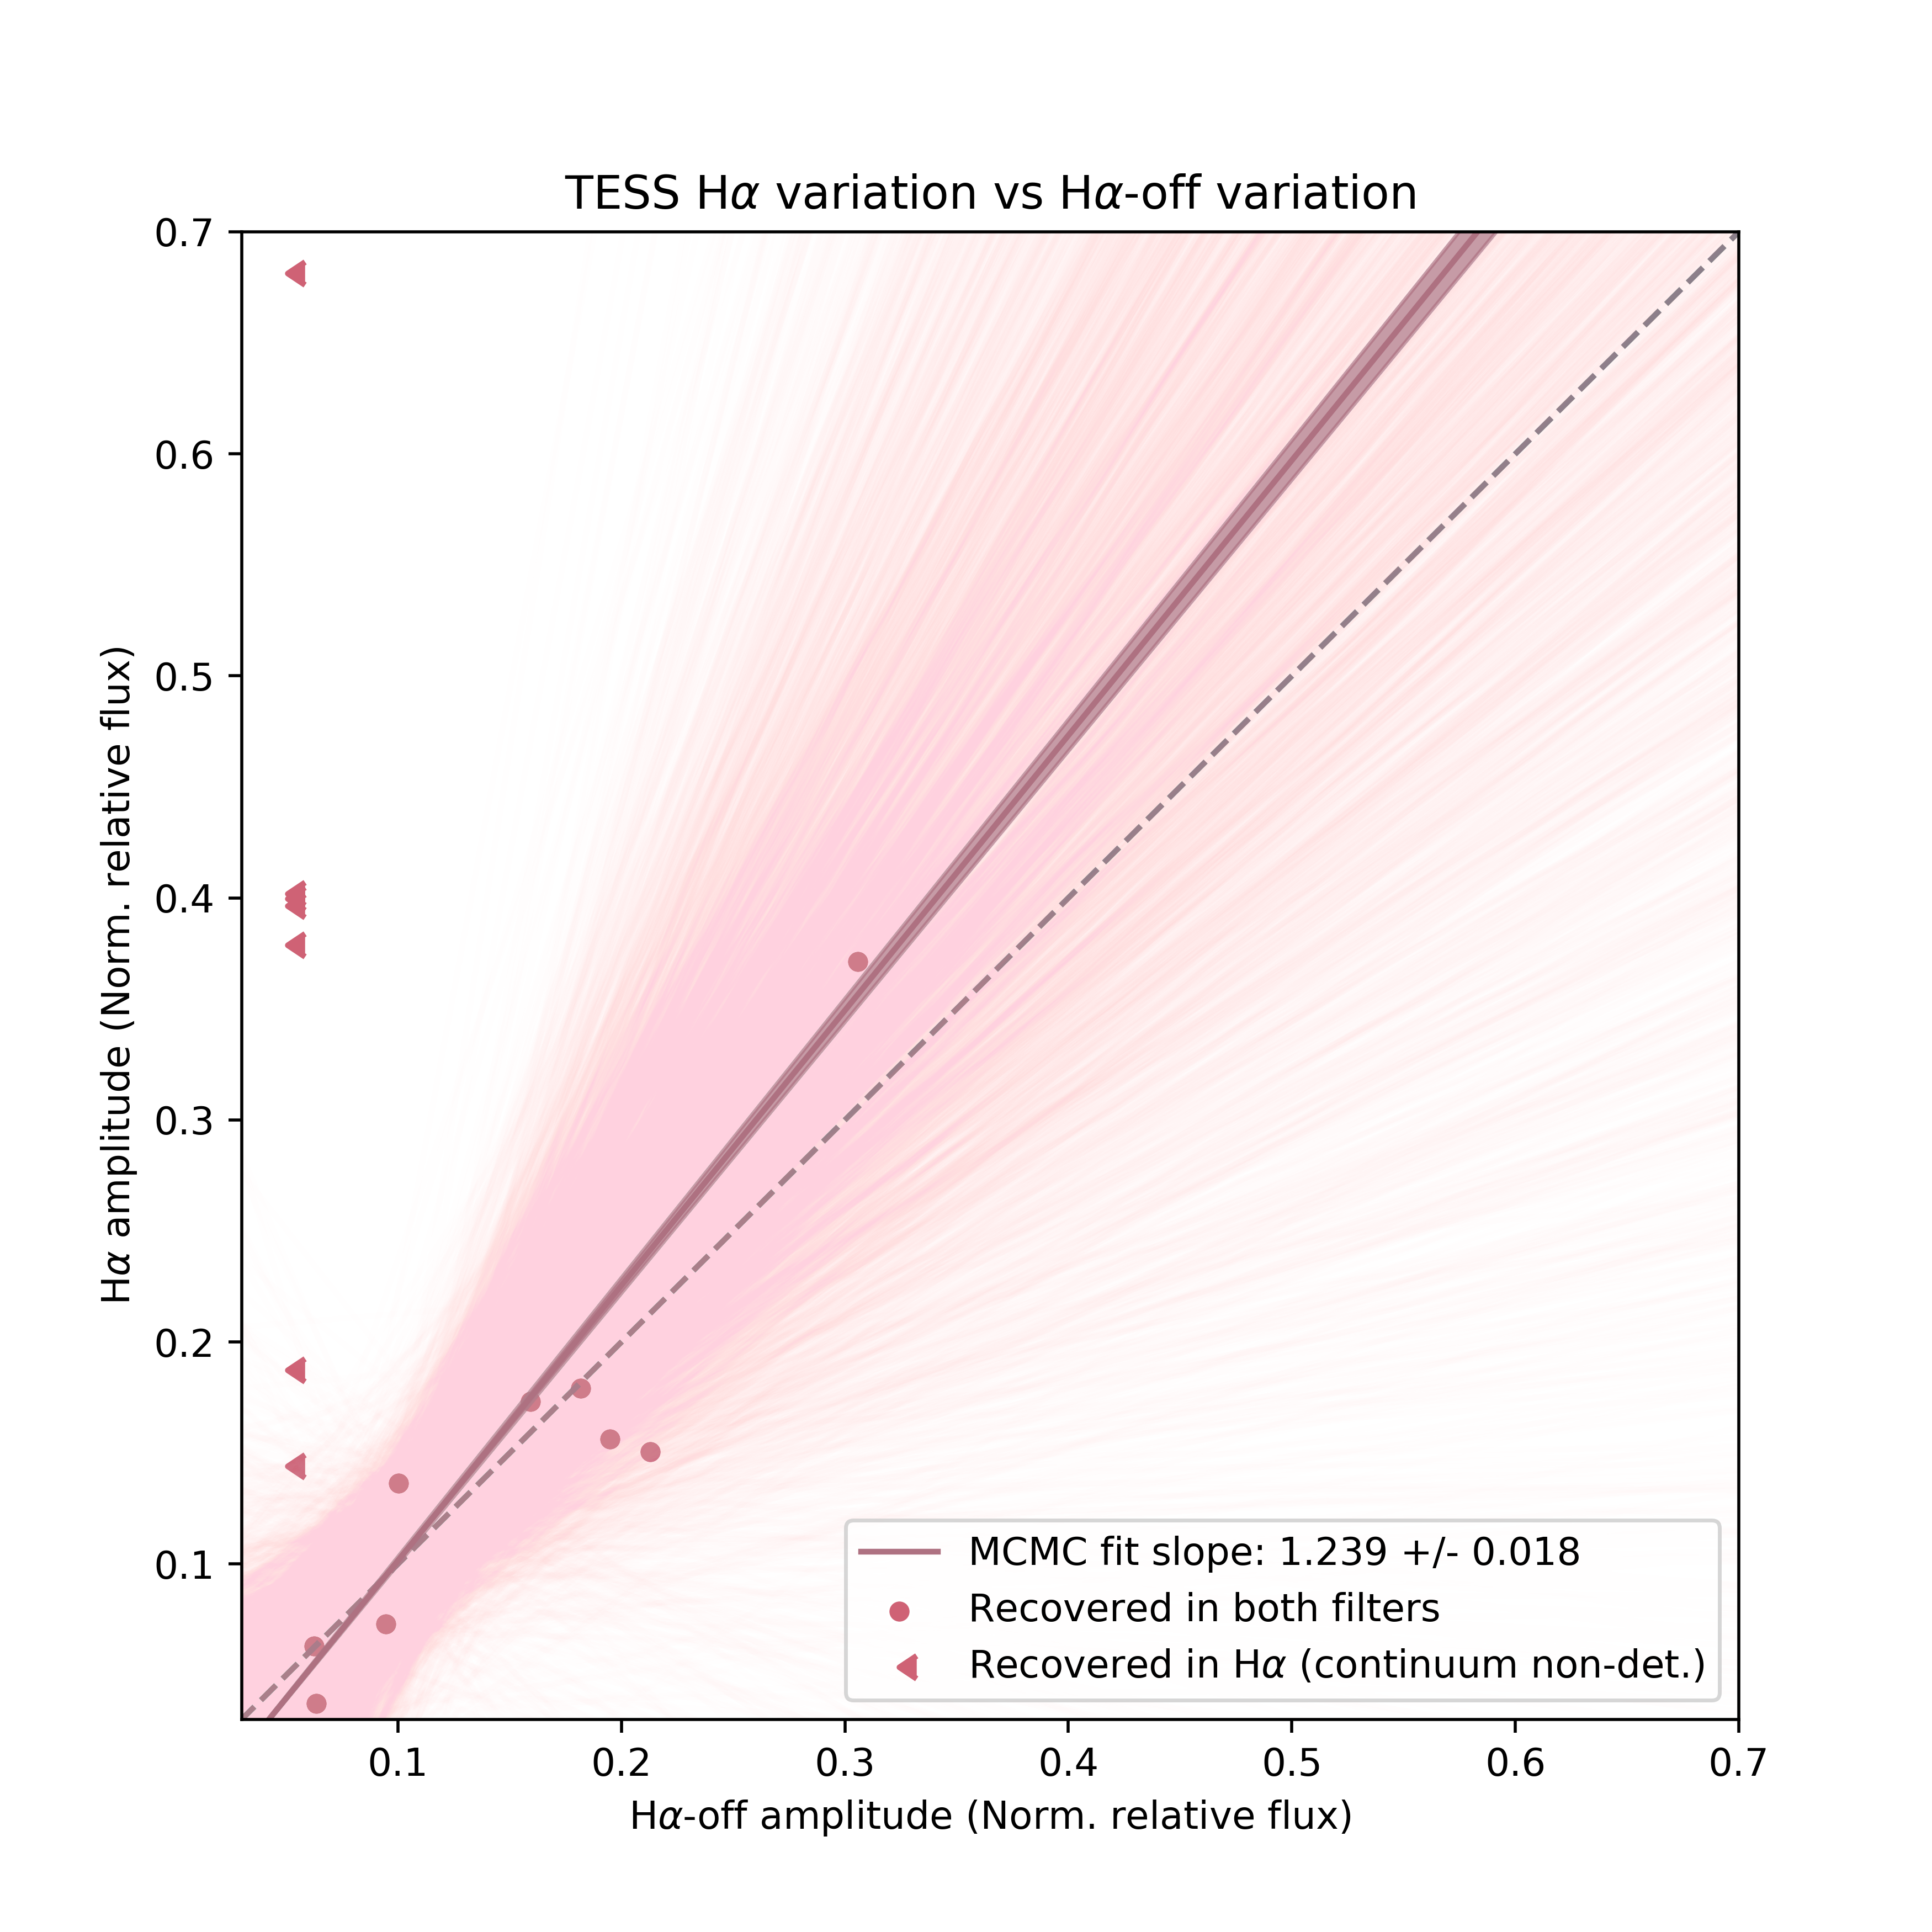 TESS Hα variation vs Hα-off variation
0.7
0.6
0.5
0.4
0.3
0.2
0.1
Hα amplitude (Norm. relative flux)
MCMC fit slope: 1.239 +/- 0.018
Recovered in both filters
Recovered in Hα (continuum non-det.)
0.1 0.2 0.3 0.4 0.5 0.6 0.7
Hα-off amplitude (Norm. relative flux)